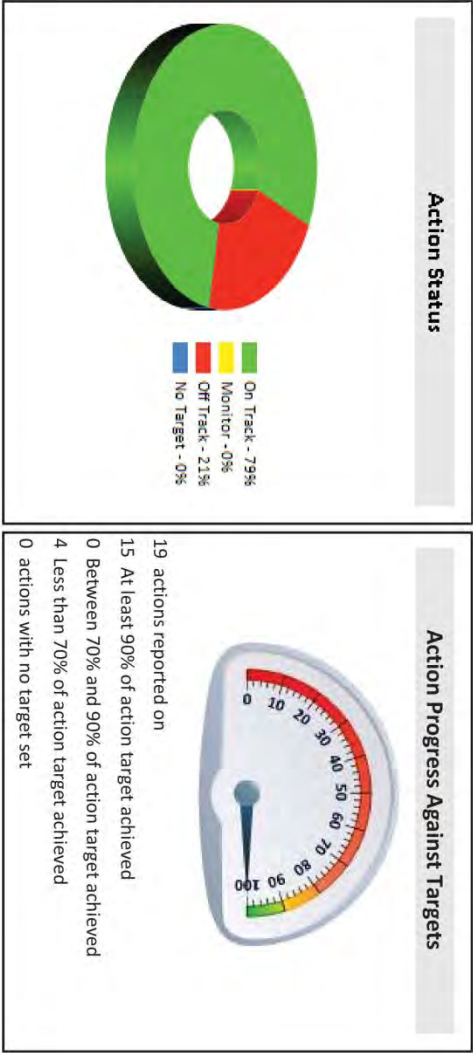 Action Status
On Track - 79%
Monitor - 0%
Off Track - 21%
No Target - 0%
Action Progress Against Targets
0 10 20 30 40 50 60 70 80 90 100
19 actions reported on
15 At least 90% of action target achieved
0 Between 70% and 90% of action target achieved
4 Less than 70% of action target achieved
0 actions with no target set